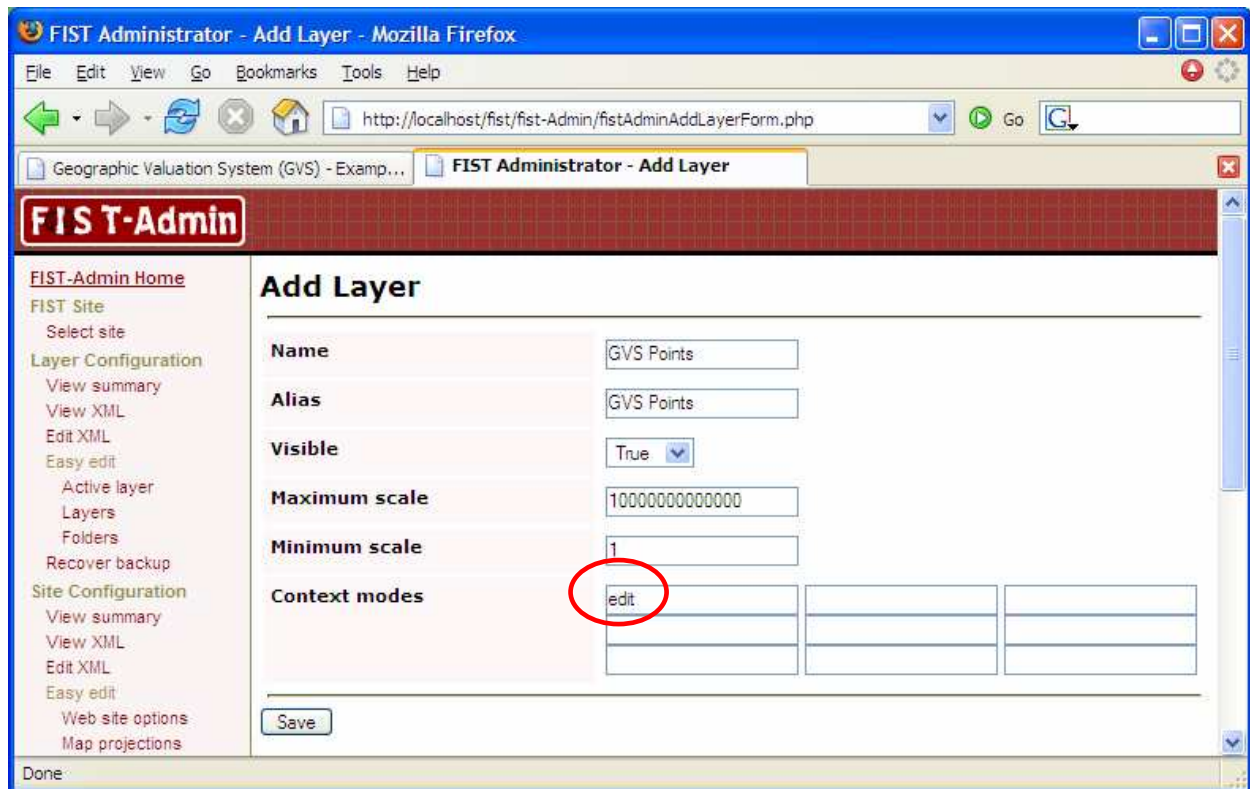 FIST Administrator - Add Layer - Mozilla Firefox
File Edit View Go Bookmarks Tools Help
http://localhost/fist/fist-Admin/fistAdminAddLayerForm.php Go G
Geographic Valuation System (GVS) - Examp... FIST Administrator - Add Layer
FIST-Admin
FIST-Admin Home
FIST Site
Select site
Layer Configuration
View summary
View XML
Edit XML
Easy edit
Active layer
Layers
Folders
Recover backup
Site Configuration
View summary
View XML
Edit XML
Easy edit
Web site options
Map projections
Add Layer
Name GVS Points
Alias GVS Points
Visible True
Maximum scale 10000000000000
Minimum scale 1
Context modes edit
Save
Done